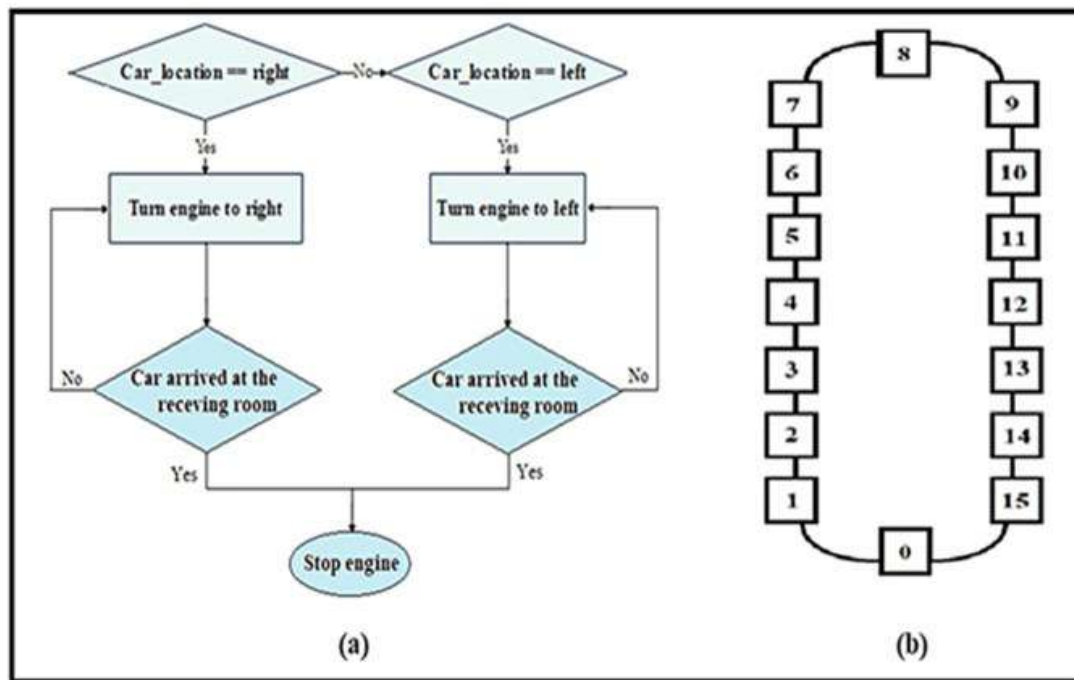 Car_location == right
No
Car_location == left
Yes
Yes
Turn engine to right
Turn engine to left
No
Car arrived at the
receving room
Car arrived at the
receving room
No
Yes
Yes
Stop engine
(a)
8
7
9
6
10
5
11
4
12
3
13
2
14
1
15
0
(b)